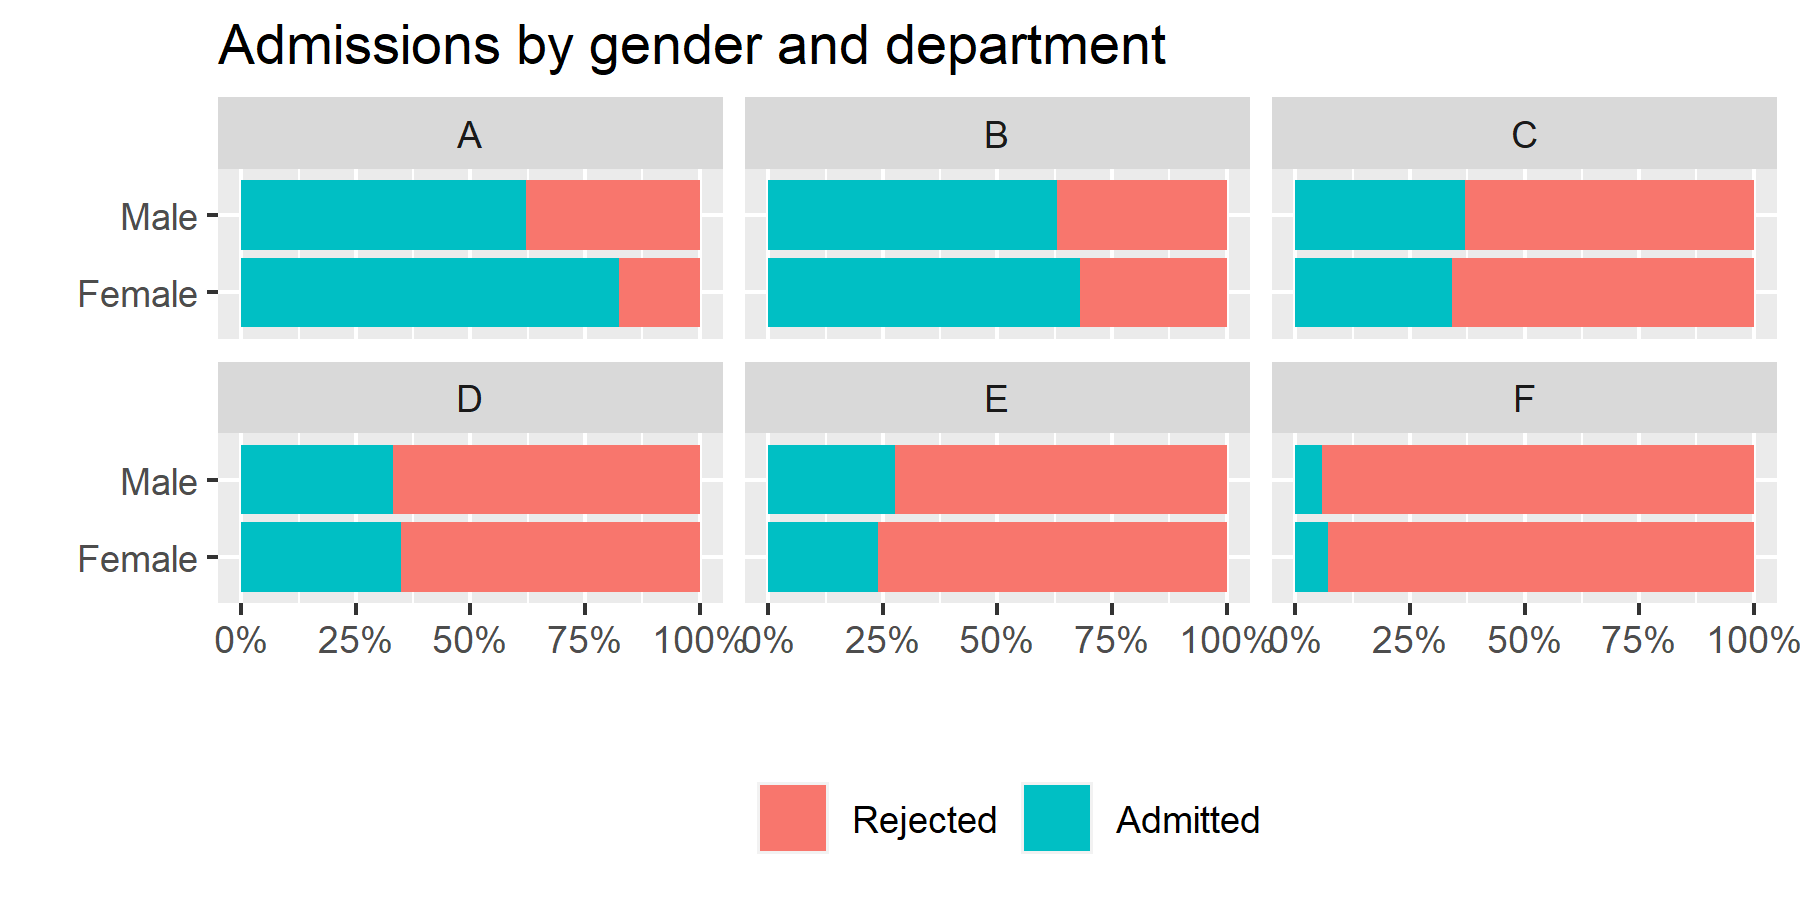 Admissions by gender and department
A B C
Male
Female
D E F
Male
Female
0% 25% 50% 75% 100% 0% 25% 50% 75% 100% 0% 25% 50% 75% 100%
Rejected Admitted